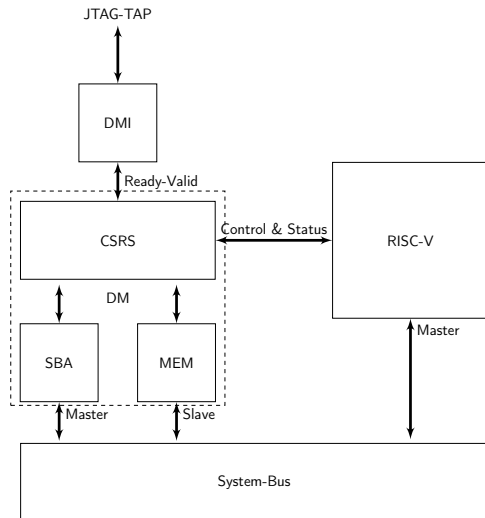 JTAG-TAP
DMI
Ready-Valid
CSRS
Control & Status
RISC-V
DM
SBA
MEM
Master
Master
Slave
System-Bus